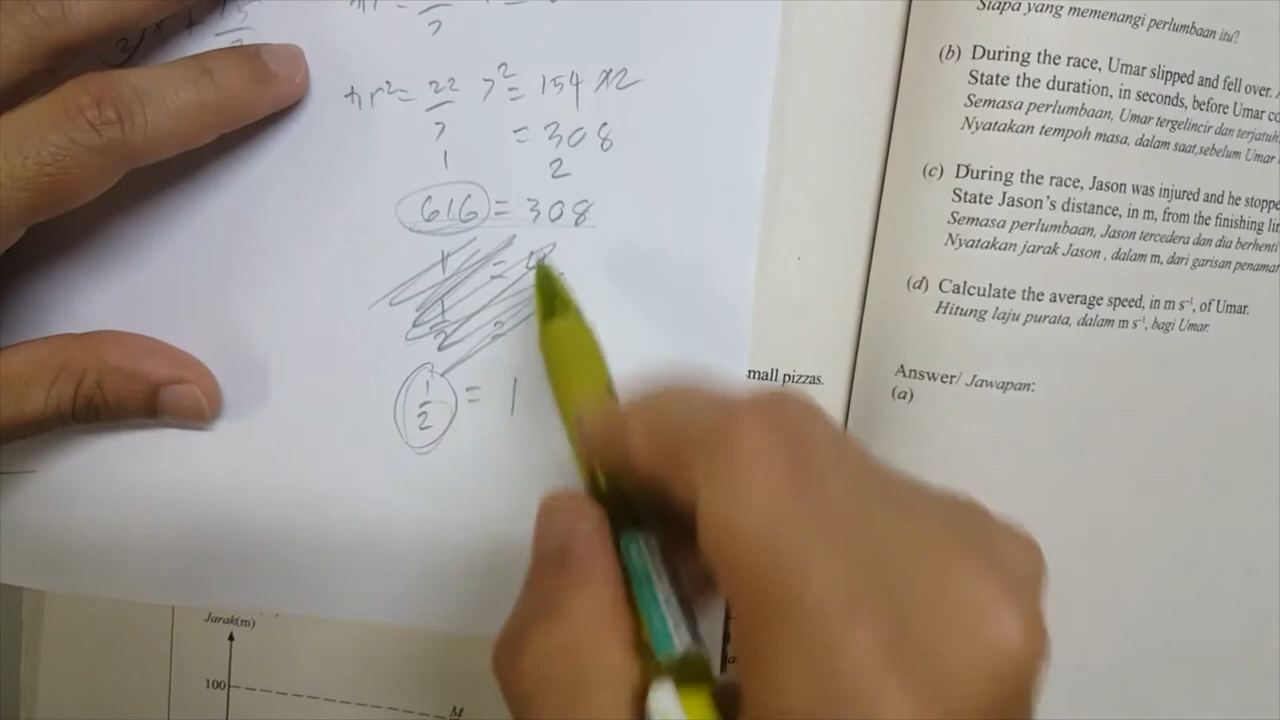 πr² = 22/7 7² = 154 x2
= 308
1 2
616 = 308
1/2 = 1
Siapa yang memenangi perlumbaan itu?
(b) During the race, Umar slipped and fell over.
State the duration, in seconds, before Umar
Semasa perlumbaan, Umar tergelincir dan terjatuh.
Nyatakan tempoh masa, dalam saat, sebelum Umar
(c) During the race, Jason was injured and he
State Jason's distance, in m, from the finishing
Semasa perlumbaan, Jason tercedera dan dia berhenti
Nyatakan jarak Jason , dalam m, dari garisan
(d) Calculate the average speed, in m s⁻¹, of Umar.
Hitung laju purata, dalam m s⁻¹, bagi Umar.
mall pizzas.
Answer/ Jawapan:
(a)
Jarak(m)
100
M